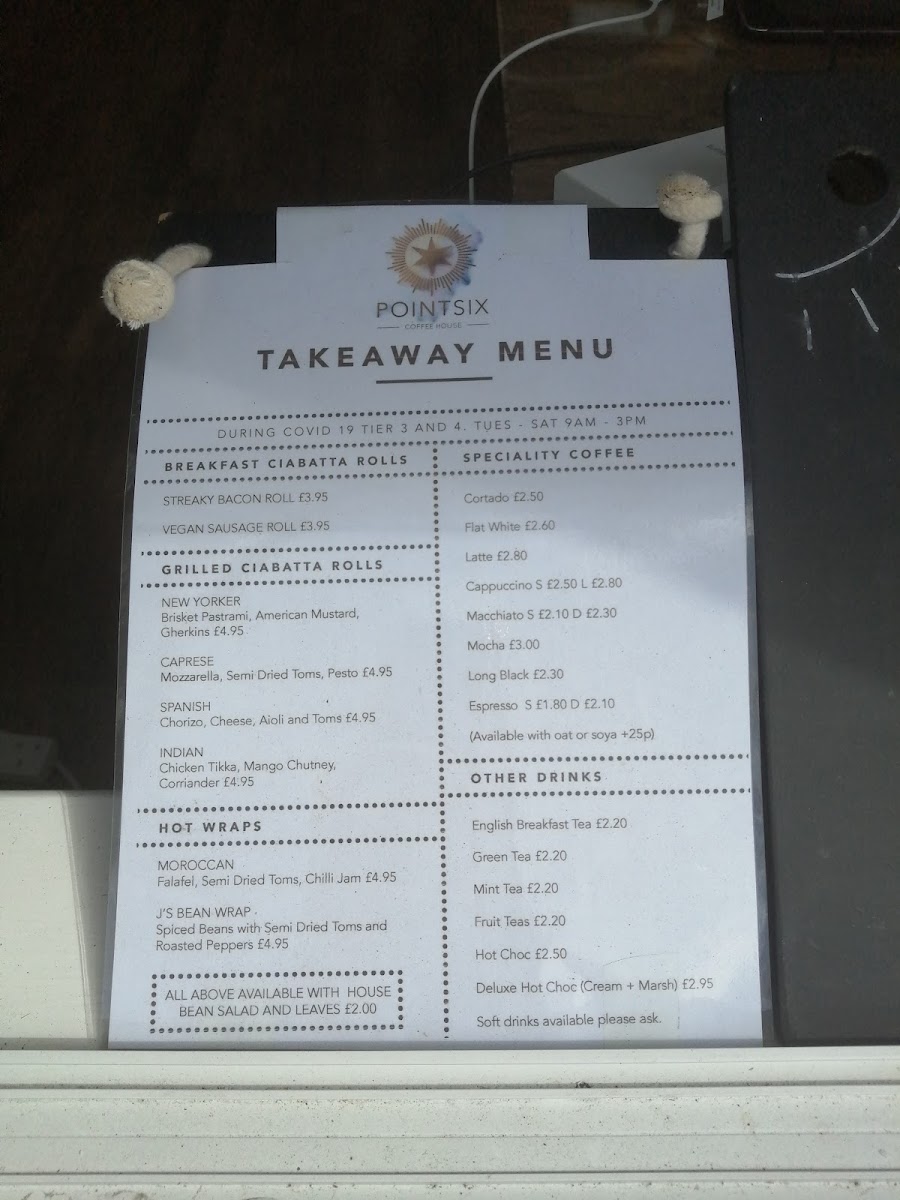 POINTSIX
COFFEE HOUSE
TAKEAWAY MENU
DURING COVID 19 TIER 3 AND 4. TUES - SAT 9AM - 3PM
BREAKFAST CIABATTA ROLLS
STREAKY BACON ROLL £3.95
VEGAN SAUSAGE ROLL £3.95
GRILLED CIABATTA ROLLS
NEW YORKER
Brisket Pastrami, American Mustard,
Gherkins £4.95
CAPRESE
Mozzarella, Semi Dried Toms, Pesto £4.95
SPANISH
Chorizo, Cheese, Aioli and Toms £4.95
INDIAN
Chicken Tikka, Mango Chutney,
Corriander £4.95
HOT WRAPS
MOROCCAN
Falafel, Semi Dried Toms, Chilli Jam £4.95
J'S BEAN WRAP
Spiced Beans with Semi Dried Toms and
Roasted Peppers £4.95
ALL ABOVE AVAILABLE WITH HOUSE
BEAN SALAD AND LEAVES £2.00
SPECIALITY COFFEE
Cortado £2.50
Flat White £2.60
Latte £2.80
Cappuccino S £2.50 L £2.80
Macchiato S £2.10 D £2.30
Mocha £3.00
Long Black £2.30
Espresso S £1.80 D £2.10
(Available with oat or soya +25p)
OTHER DRINKS
English Breakfast Tea £2.20
Green Tea £2.20
Mint Tea £2.20
Fruit Teas £2.20
Hot Choc £2.50
Deluxe Hot Choc (Cream + Marsh) £2.95
Soft drinks available please ask.